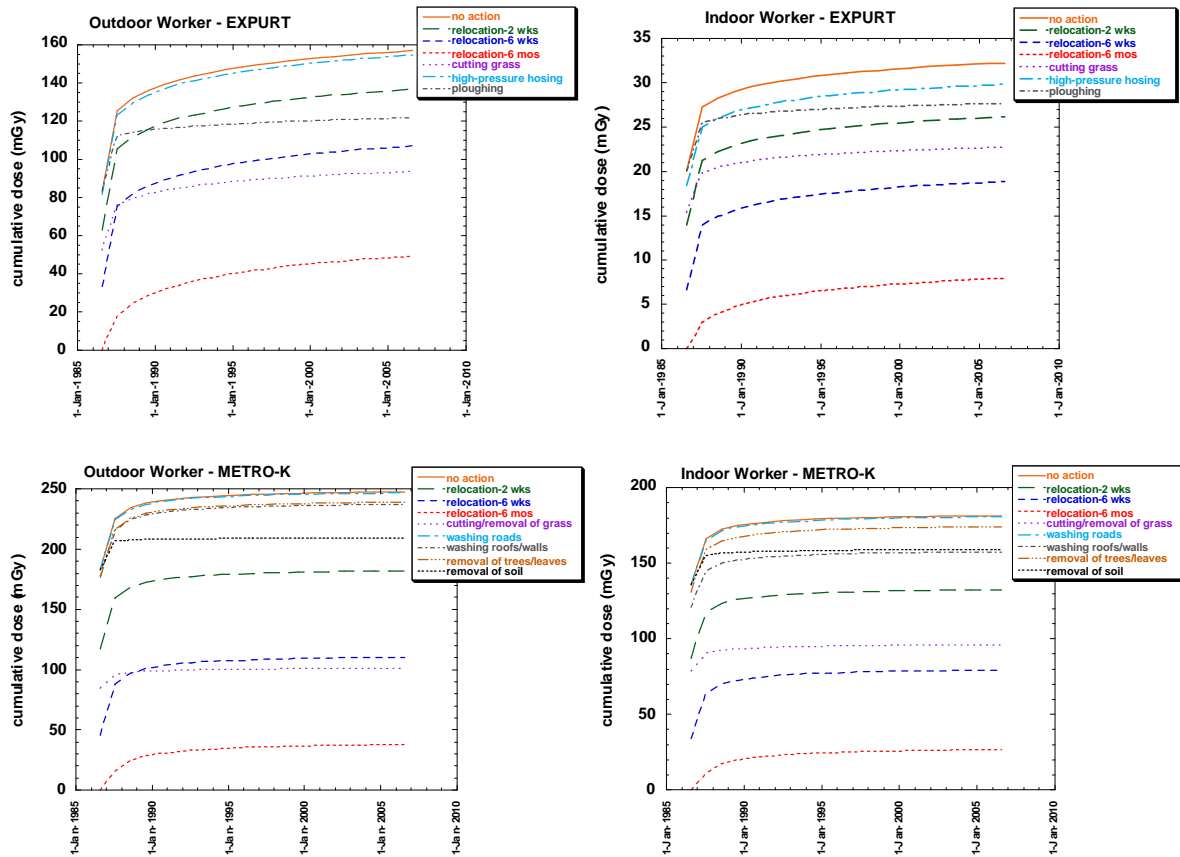 Outdoor Worker - EXPURT
no action
relocation-2 wks
relocation-6 wks
relocation-6 mos
cutting grass
high-pressure hosing
ploughing
cumulative dose (mGy)
160
140
120
100
80
60
40
20
0
1-Jan-1985
1-Jan-1990
1-Jan-1995
1-Jan-2000
1-Jan-2005
1-Jan-2010
Indoor Worker - EXPURT
no action
relocation-2 wks
relocation-6 wks
relocation-6 mos
cutting grass
high-pressure hosing
ploughing
cumulative dose (mGy)
35
30
25
20
15
10
5
0
1-Jan-1985
1-Jan-1990
1-Jan-1995
1-Jan-2000
1-Jan-2005
1-Jan-2010
Outdoor Worker - METRO-K
no action
relocation-2 wks
relocation-6 wks
relocation-6 mos
cutting/removal of grass
washing roads
washing roofs/walls
removal of trees/leaves
removal of soil
cumulative dose (mGy)
250
200
150
100
50
0
1-Jan-1985
1-Jan-1990
1-Jan-1995
1-Jan-2000
1-Jan-2005
1-Jan-2010
Indoor Worker - METRO-K
no action
relocation-2 wks
relocation-6 wks
relocation-6 mos
cutting/removal of grass
washing roads
washing roofs/walls
removal of trees/leaves
removal of soil
cumulative dose (mGy)
200
150
100
50
0
1-Jan-1985
1-Jan-1990
1-Jan-1995
1-Jan-2000
1-Jan-2005
1-Jan-2010